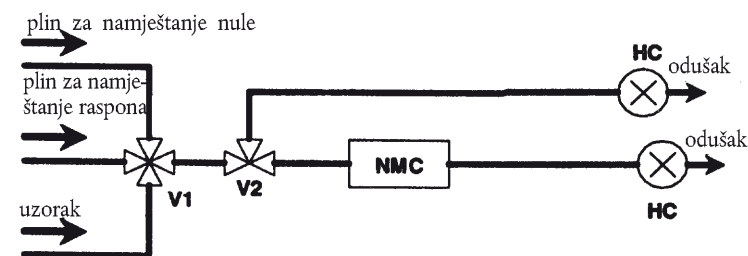 plin za namještanje nule
HC
odušak
plin za namje-
štanje raspona
odušak
NMC
V1
V2
uzorak
HC